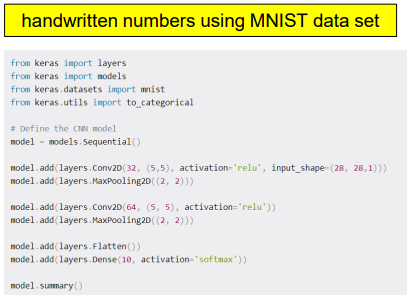 handwritten numbers using MNIST data set
from keras import layers
from keras import models
from keras.datasets import mnist
from keras.utils import to_categorical
# Define the CNN model
model = models.Sequential()
model.add(layers.Conv2D(32, (5,5), activation='relu', input_shape=(28, 28,1)))
model.add(layers.MaxPooling2D((2, 2)))
model.add(layers.Conv2D(64, (5, 5), activation='relu'))
model.add(layers.MaxPooling2D((2, 2)))
model.add(layers.Flatten())
model.add(layers.Dense(10, activation='softmax'))
model.summary()